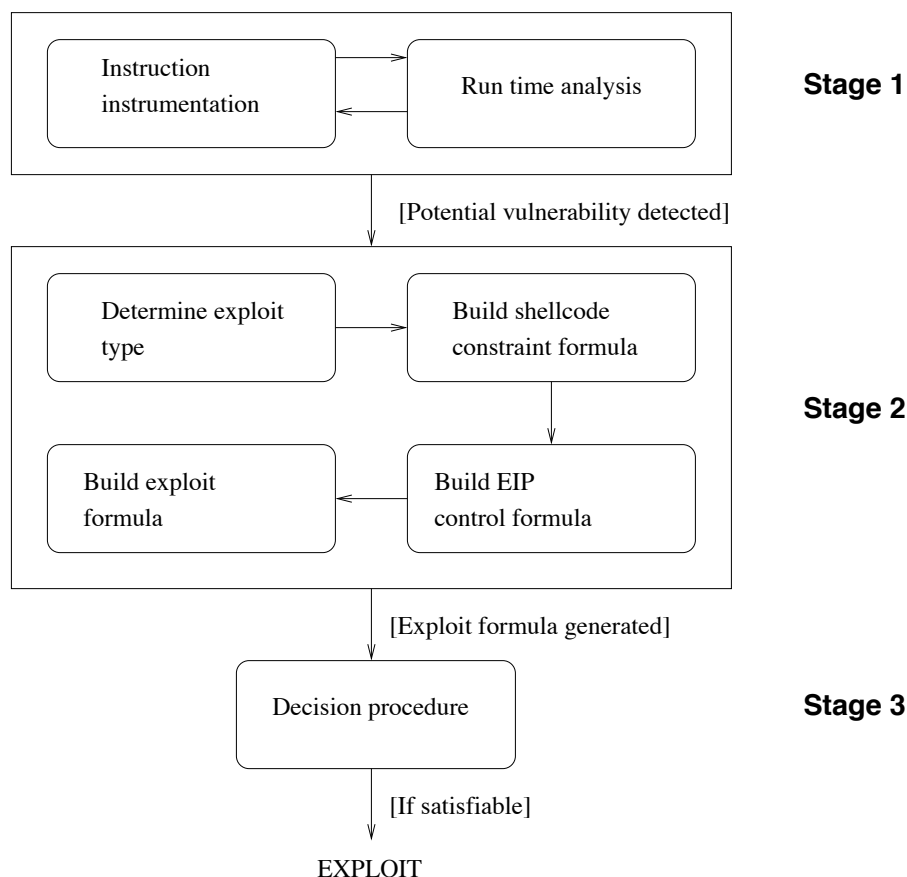 Instruction
instrumentation
Run time analysis
Stage 1
[Potential vulnerability detected]
Determine exploit
type
Build shellcode
constraint formula
Stage 2
Build exploit
formula
Build EIP
control formula
[Exploit formula generated]
Decision procedure
Stage 3
[If satisfiable]
EXPLOIT